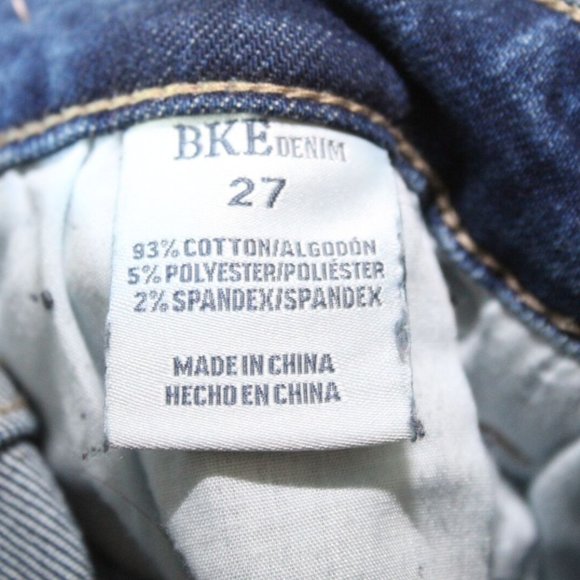 BKE DENIM
27
93% COTTON/ALGODÓN
5% POLYESTER/POLIÉSTER
2% SPANDEX/SPANDEX
MADE IN CHINA
HECHO EN CHINA